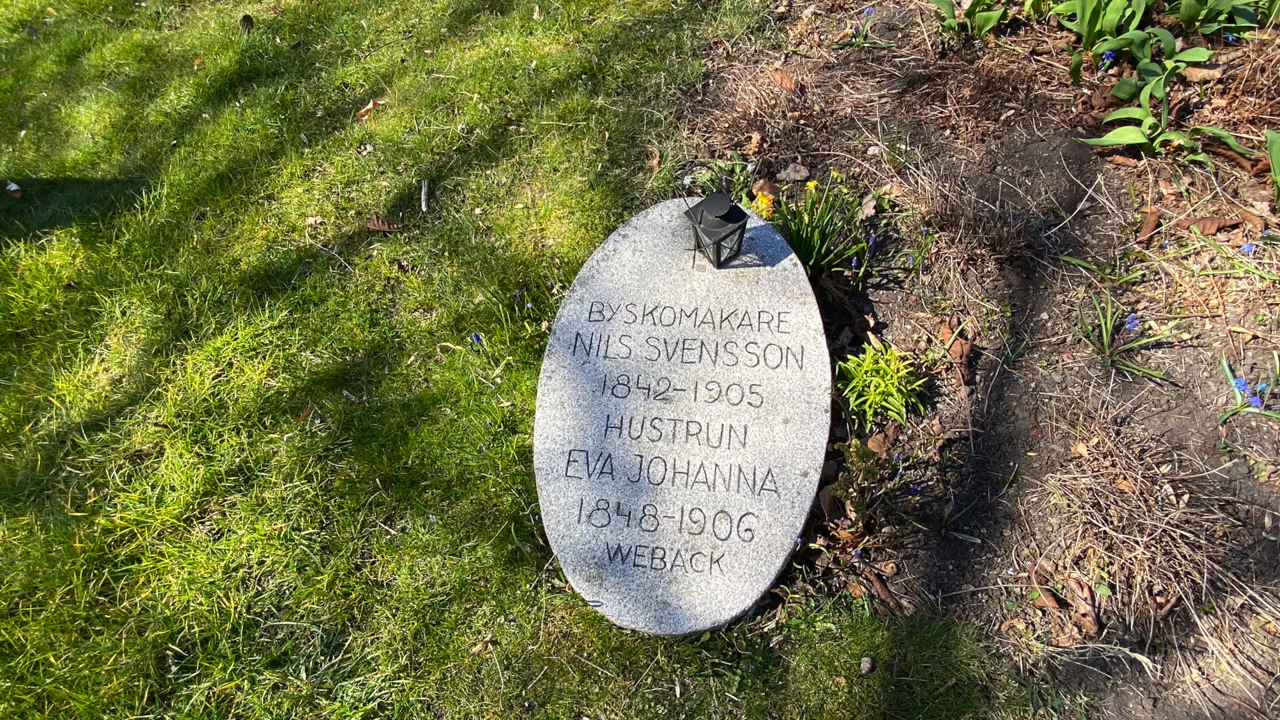 BYSKOMAKARE
NILS SVENSSON
1842-1905
HUSTRUN
EVA JOHANNA
1848-1906
WEBACK